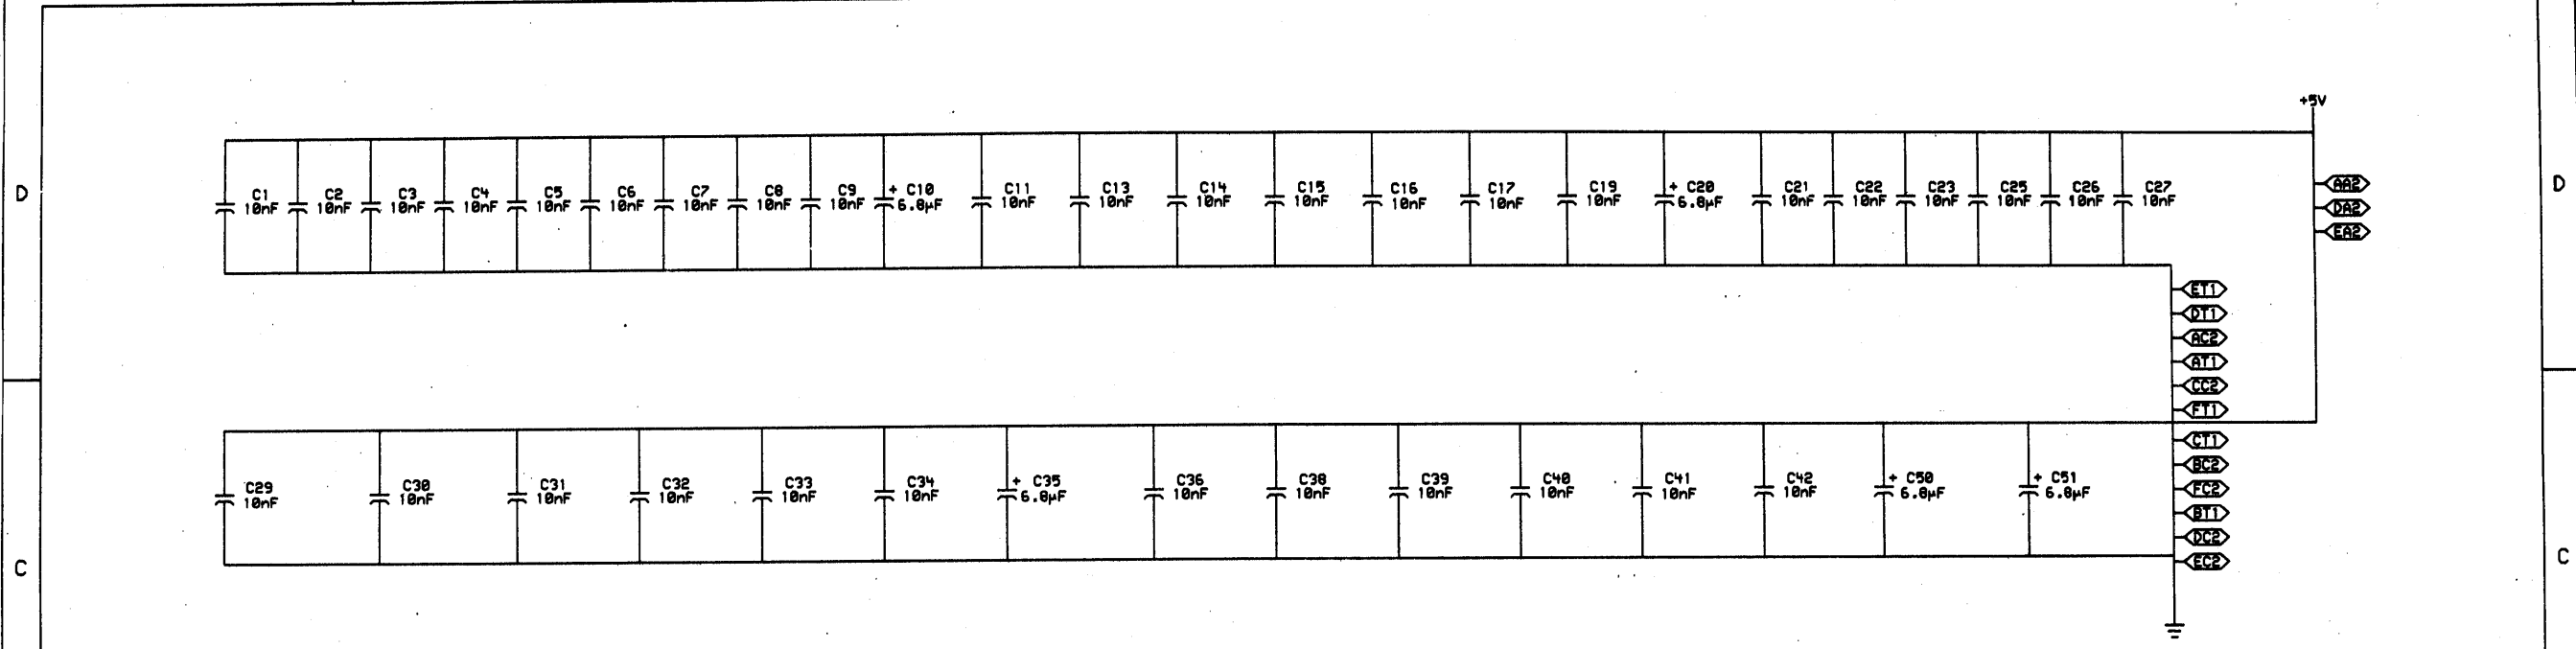 +5V
D
C1
10nF
C2
10nF
C3
10nF
C4
10nF
C5
10nF
C6
10nF
C7
10nF
C8
10nF
C9
10nF
+ C10
6.8µF
C11
10nF
C13
10nF
C14
10nF
C15
10nF
C16
10nF
C17
10nF
C19
10nF
+ C20
6.8µF
C21
10nF
C22
10nF
C23
10nF
C25
10nF
C26
10nF
C27
10nF
AA2
DA2
EA2
D
ET1
DT1
AC2
AT1
CC2
FT1
CT1
BC2
FC2
BT1
DC2
EC2
C29
10nF
C30
10nF
C31
10nF
C32
10nF
C33
10nF
C34
10nF
+ C35
6.8µF
C36
10nF
C38
10nF
C39
10nF
C40
10nF
C41
10nF
C42
10nF
+ C50
6.8µF
+ C51
6.8µF
C
C